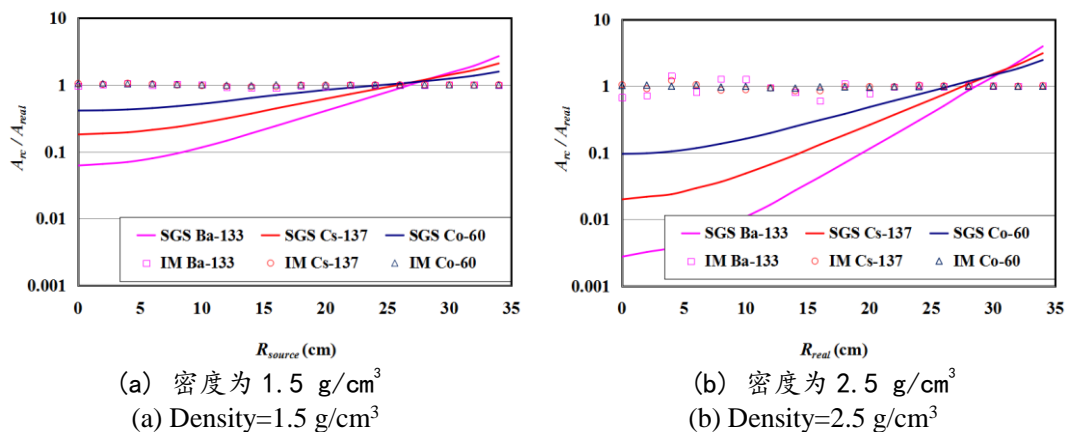 10
1
0.1
0.01
0.001
A_rc / A_real
SGS Ba-133 SGS Cs-137 SGS Co-60
IM Ba-133 IM Cs-137 IM Co-60
0 5 10 15 20 25 30 35
R_source (cm)
(a) 密度为 1.5 g/cm³
(a) Density=1.5 g/cm³
10
1
0.1
0.01
0.001
A_rc / A_real
SGS Ba-133 SGS Cs-137 SGS Co-60
IM Ba-133 IM Cs-137 IM Co-60
0 5 10 15 20 25 30 35
R_real (cm)
(b) 密度为 2.5 g/cm³
(b) Density=2.5 g/cm³